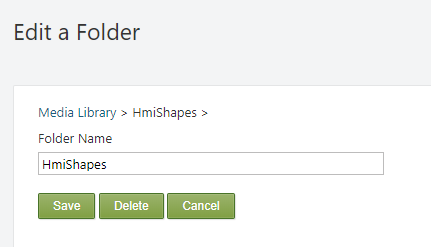 Edit a Folder
Media Library > HmiShapes >
Folder Name
HmiShapes
Save Delete Cancel